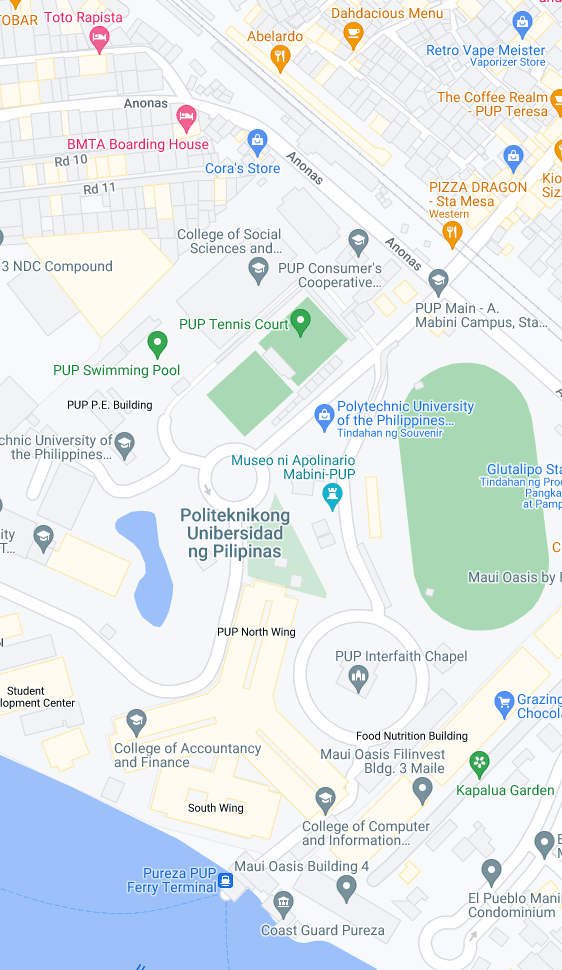 TOBAR
Toto Rapista
Dahdacious Menu
Abelardo
Retro Vape Meister
Vaporizer Store
Anonas
The Coffee Realm
- PUP Teresa
BMTA Boarding House
Rd 10
Cora's Store
Anonas
Rd 11
PIZZA DRAGON
- Sta Mesa
Western
Kio
Siz
College of Social
Sciences and...
Anonas
3 NDC Compound
PUP Consumer's
Cooperative...
PUP Main - A.
Mabini Campus, Sta...
PUP Tennis Court
PUP Swimming Pool
PUP P.E. Building
Polytechnic University
of the Philippines...
Tindahan ng Souvenir
chnic University of
the Philippines...
Museo ni Apolinario
Mabini-PUP
Glutalipo Sta
Tindahan ng Prod
Pangka
at Pamp
Politeknikong
Unibersidad
ng Pilipinas
ity
T...
C
Maui Oasis by F
PUP North Wing
PUP Interfaith Chapel
Student
lopment Center
Grazing
Chocola
College of Accountancy
and Finance
Food Nutrition Building
Maui Oasis Filinvest
Bldg. 3 Maile
Kapalua Garden
South Wing
College of Computer
and Information...
Maui Oasis Building 4
Pureza PUP
Ferry Terminal
El Pueblo Mani
Condominium
Coast Guard Pureza